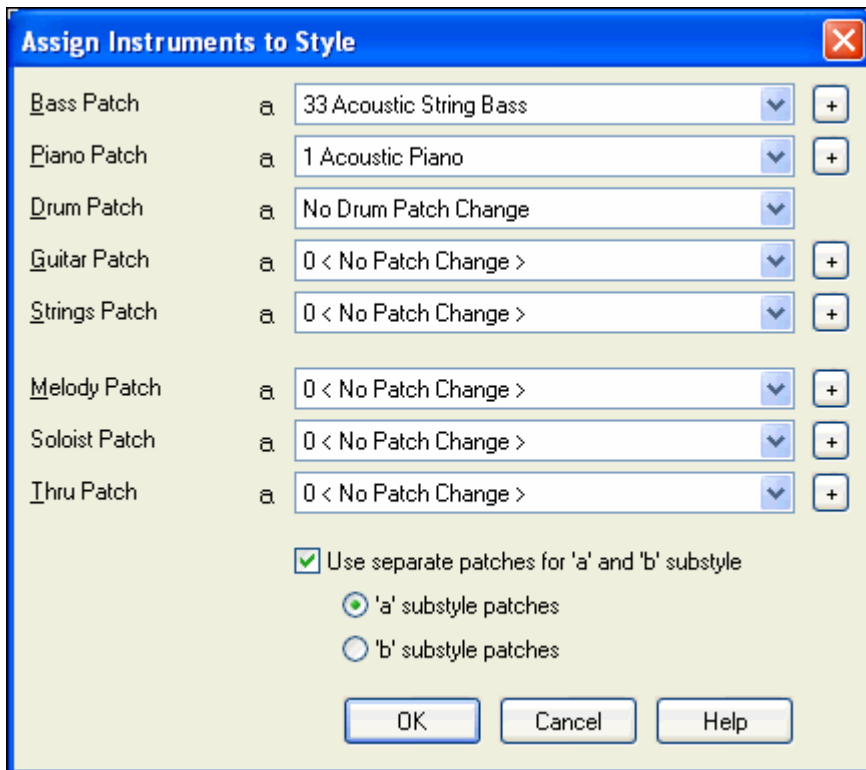 Assign Instruments to Style
Bass Patch a 33 Acoustic String Bass +
Piano Patch a 1 Acoustic Piano +
Drum Patch a No Drum Patch Change
Guitar Patch a 0 < No Patch Change > +
Strings Patch a 0 < No Patch Change > +
Melody Patch a 0 < No Patch Change > +
Soloist Patch a 0 < No Patch Change > +
Thru Patch a 0 < No Patch Change > +
Use separate patches for 'a' and 'b' substyle
'a' substyle patches
'b' substyle patches
OK Cancel Help